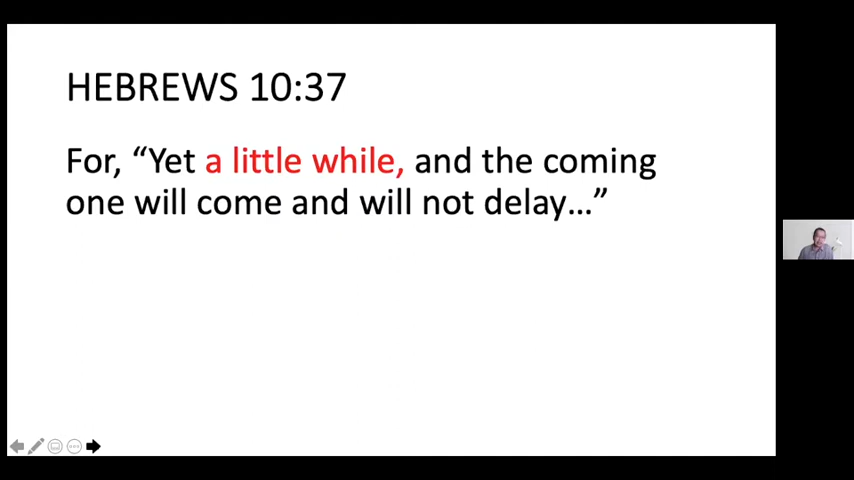 HEBREWS 10:37
For, “Yet a little while, and the coming
one will come and will not delay…”